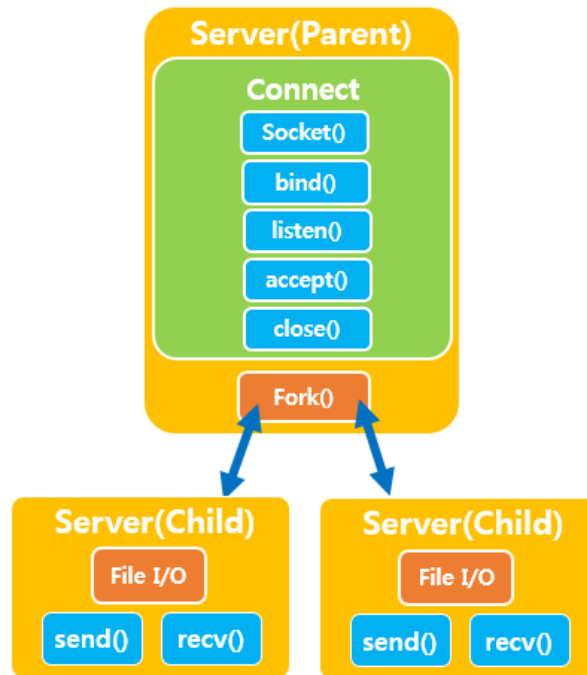 Server(Parent)
Connect
Socket()
bind()
listen()
accept()
close()
Fork()
Server(Child)
File I/O
send() recv()
Server(Child)
File I/O
send() recv()